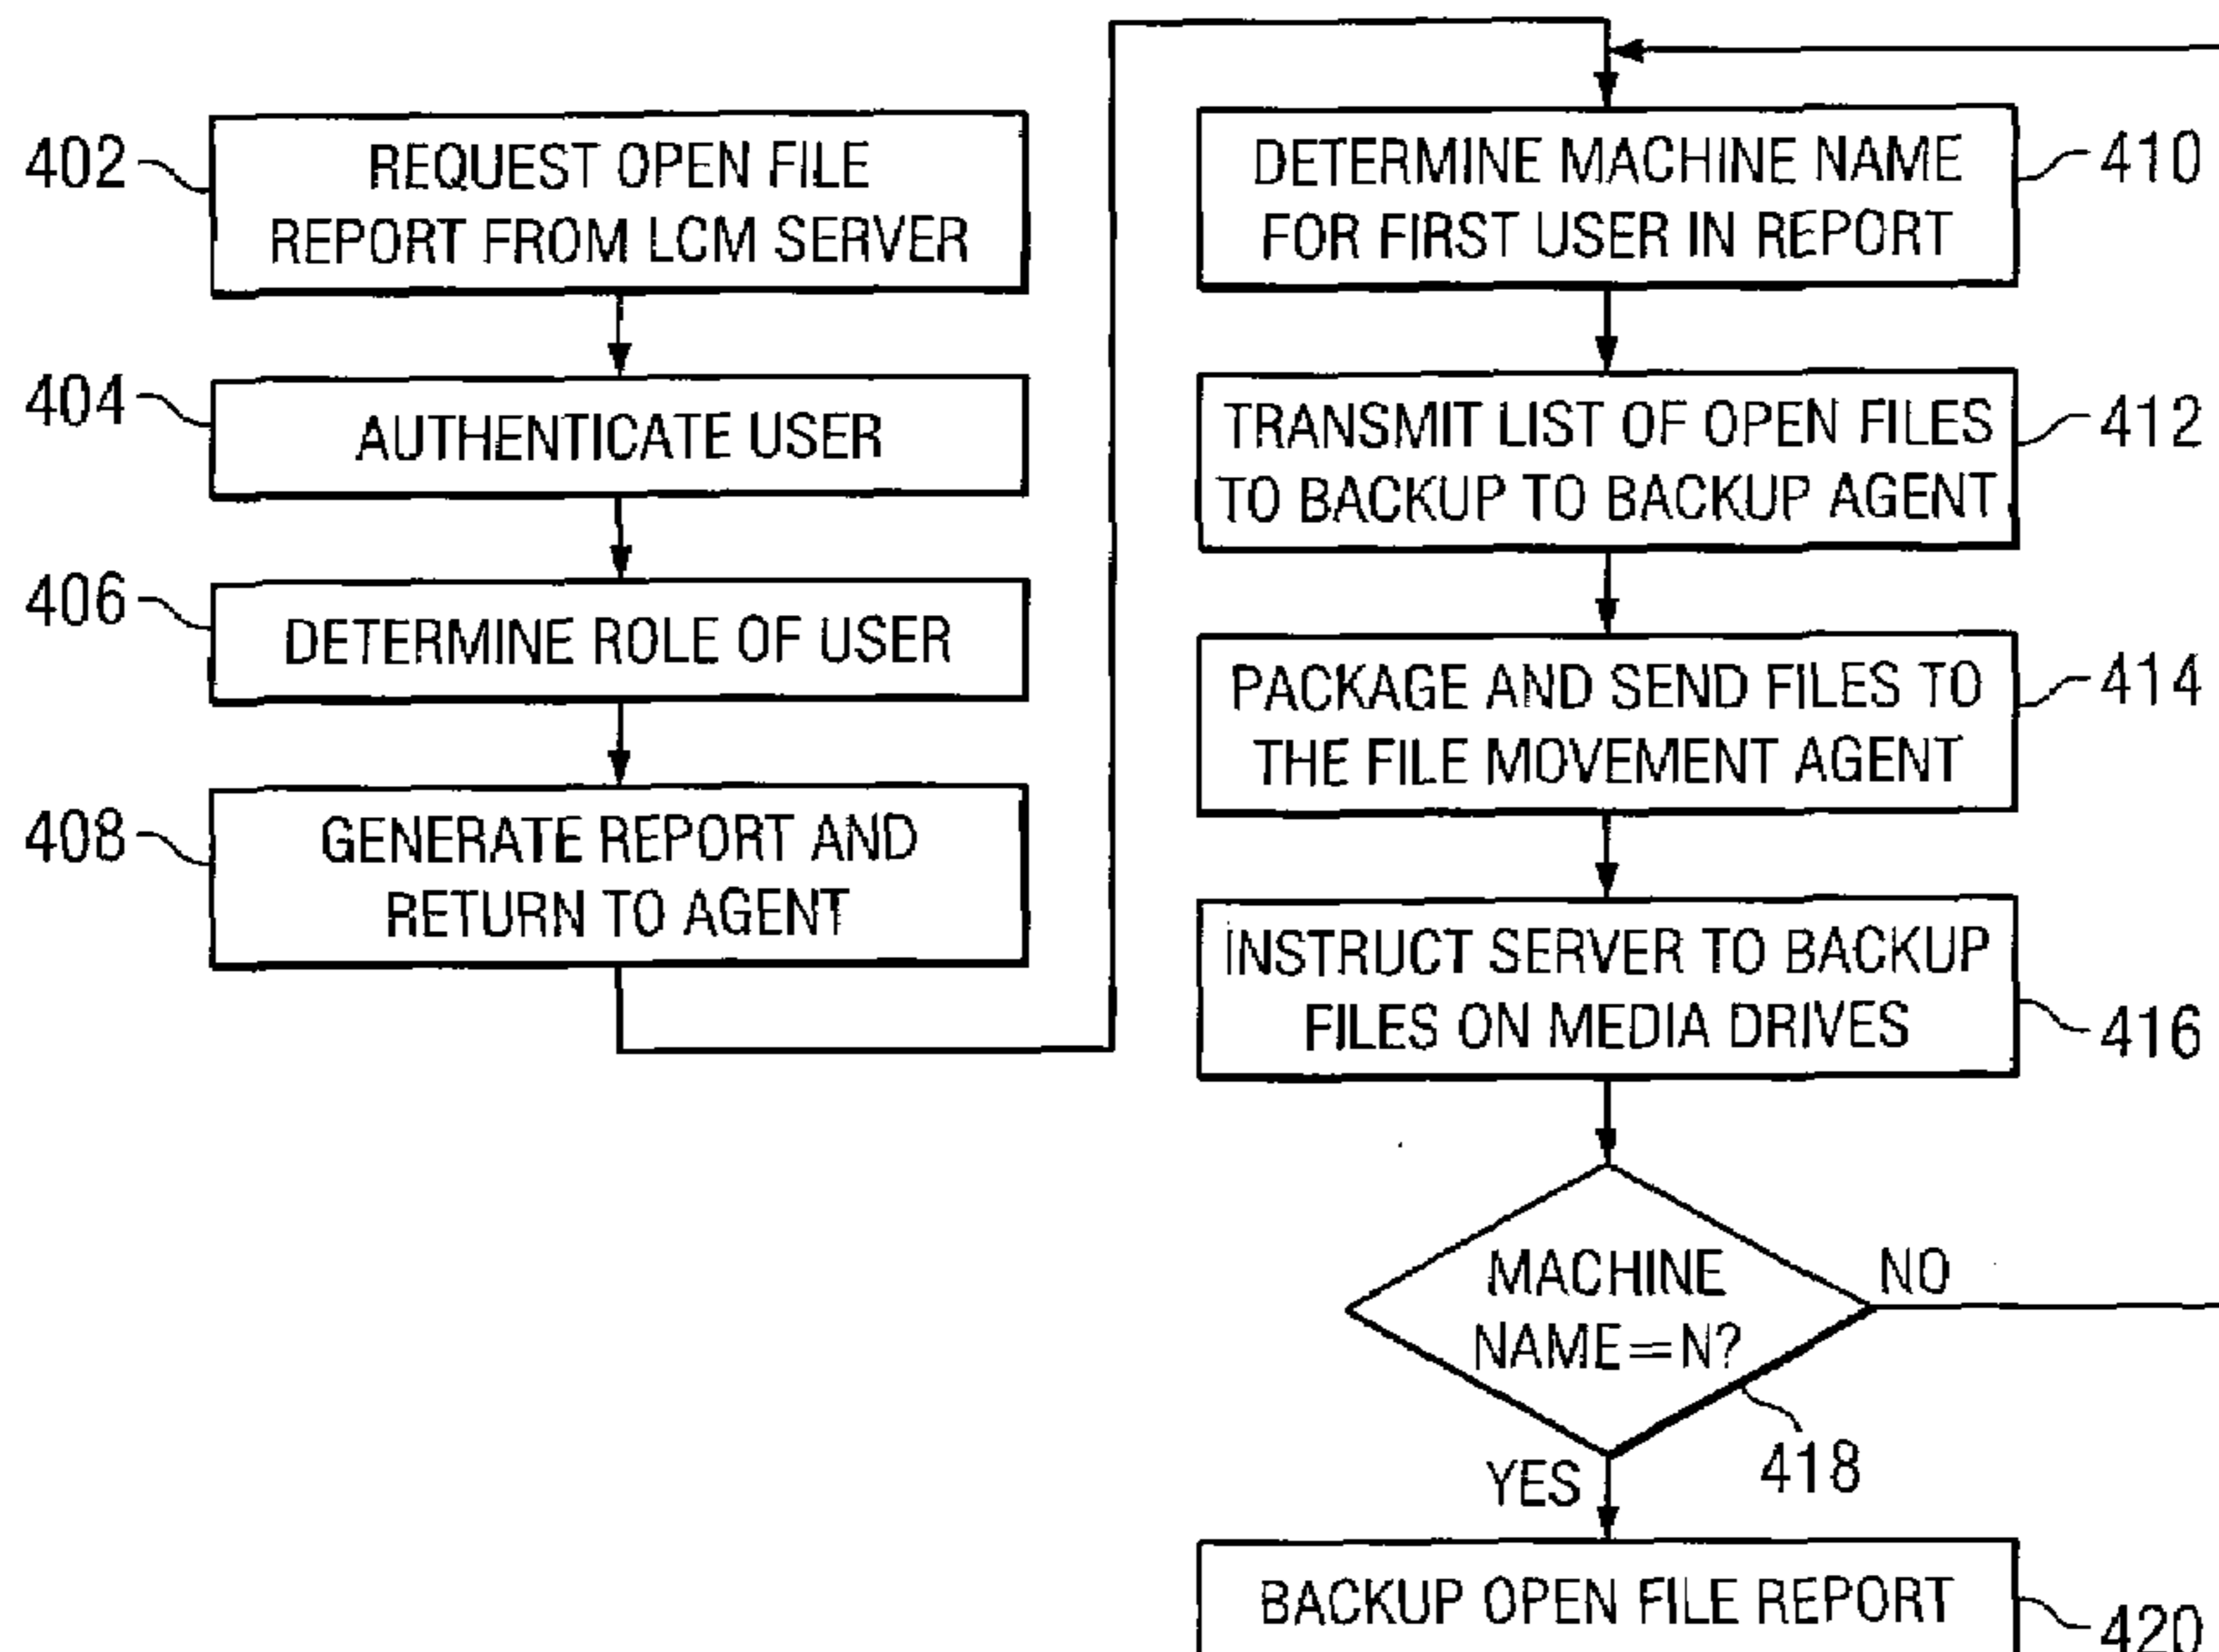 402
REQUEST OPEN FILE
REPORT FROM LCM SERVER
404
AUTHENTICATE USER
406
DETERMINE ROLE OF USER
408
GENERATE REPORT AND
RETURN TO AGENT
DETERMINE MACHINE NAME
FOR FIRST USER IN REPORT
410
TRANSMIT LIST OF OPEN FILES
TO BACKUP TO BACKUP AGENT
412
PACKAGE AND SEND FILES TO
THE FILE MOVEMENT AGENT
414
INSTRUCT SERVER TO BACKUP
FILES ON MEDIA DRIVES
416
MACHINE
NAME=N?
NO
418
YES
BACKUP OPEN FILE REPORT
420